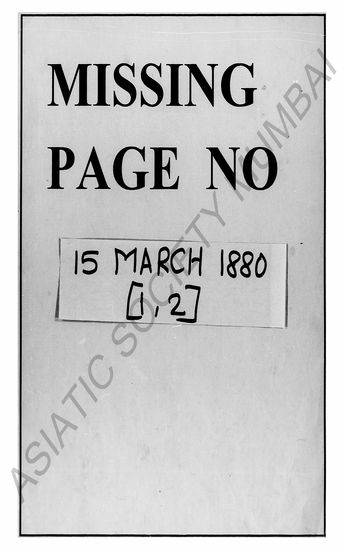 MISSING
PAGE NO
15 MARCH 1880
[1, 2]
ASIATIC SOCIETY MUMBAI